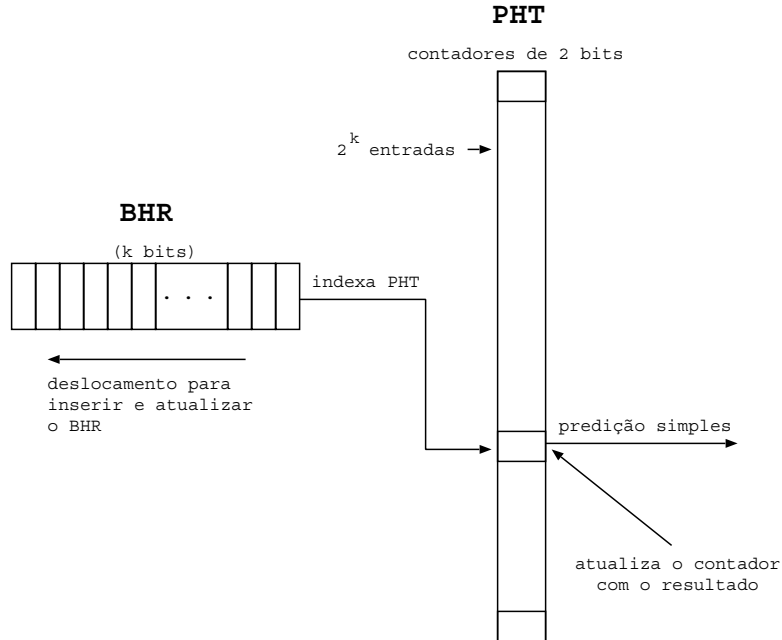 PHT
contadores de 2 bits
2^k entradas
BHR
(k bits)
. . .
indexa PHT
deslocamento para
inserir e atualizar
o BHR
predição simples
atualiza o contador
com o resultado